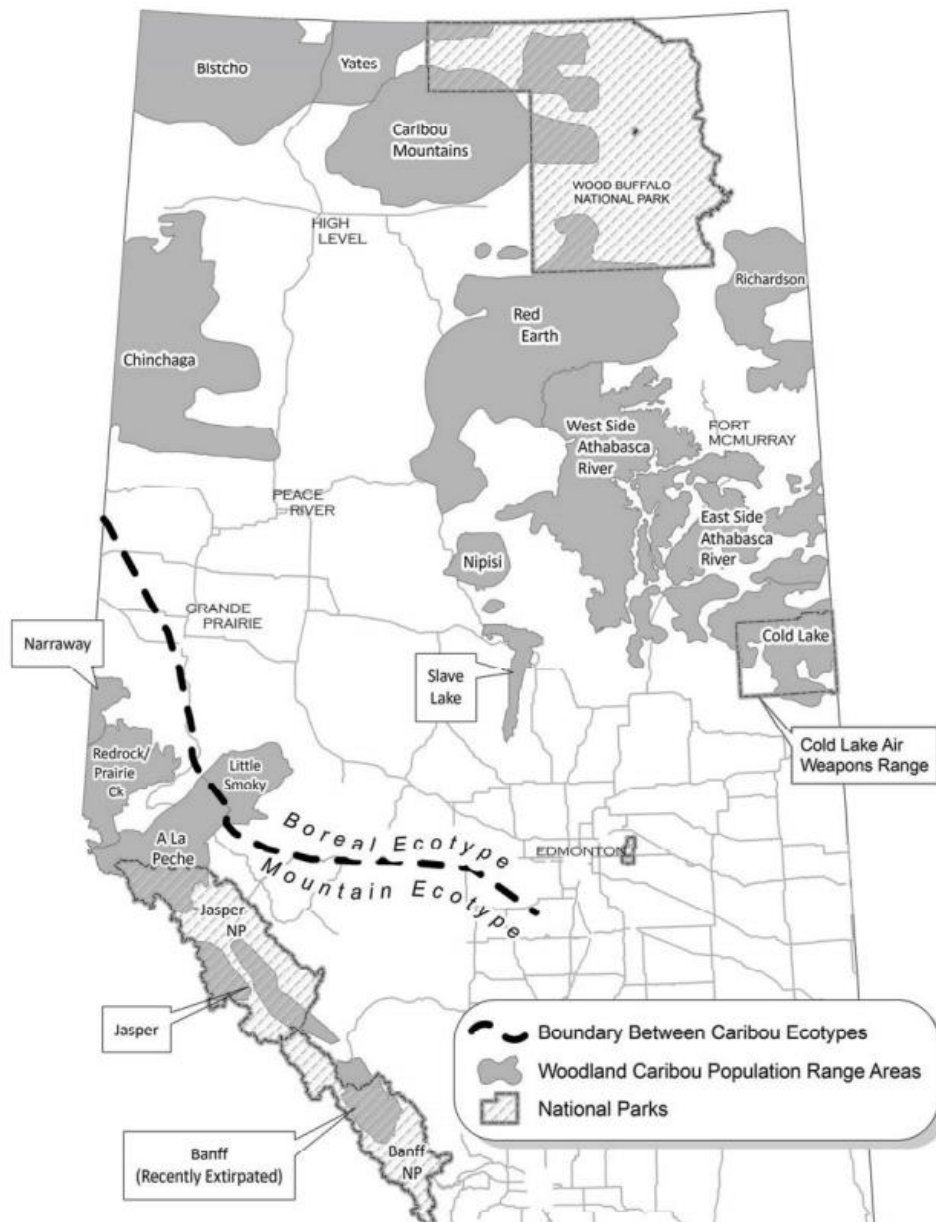 Bistcho
Yates
Caribou
Mountains
WOOD BUFFALO
NATIONAL PARK
HIGH
LEVEL
Richardson
Red
Earth
Chinchaga
West Side
Athabasca
River
FORT
MCMURRAY
PEACE
RIVER
East Side
Athabasca
River
Nipisi
GRANDE
PRAIRIE
Cold Lake
Narraway
Slave
Lake
Redrock/
Prairie
Ck
Little
Smoky
Cold Lake Air
Weapons Range
A La
Peche
Boreal Ecotype
EDMONTON
Mountain Ecotype
Jasper
NP
Jasper
Boundary Between Caribou Ecotypes
Woodland Caribou Population Range Areas
National Parks
Banff
(Recently Extirpated)
Banff
NP